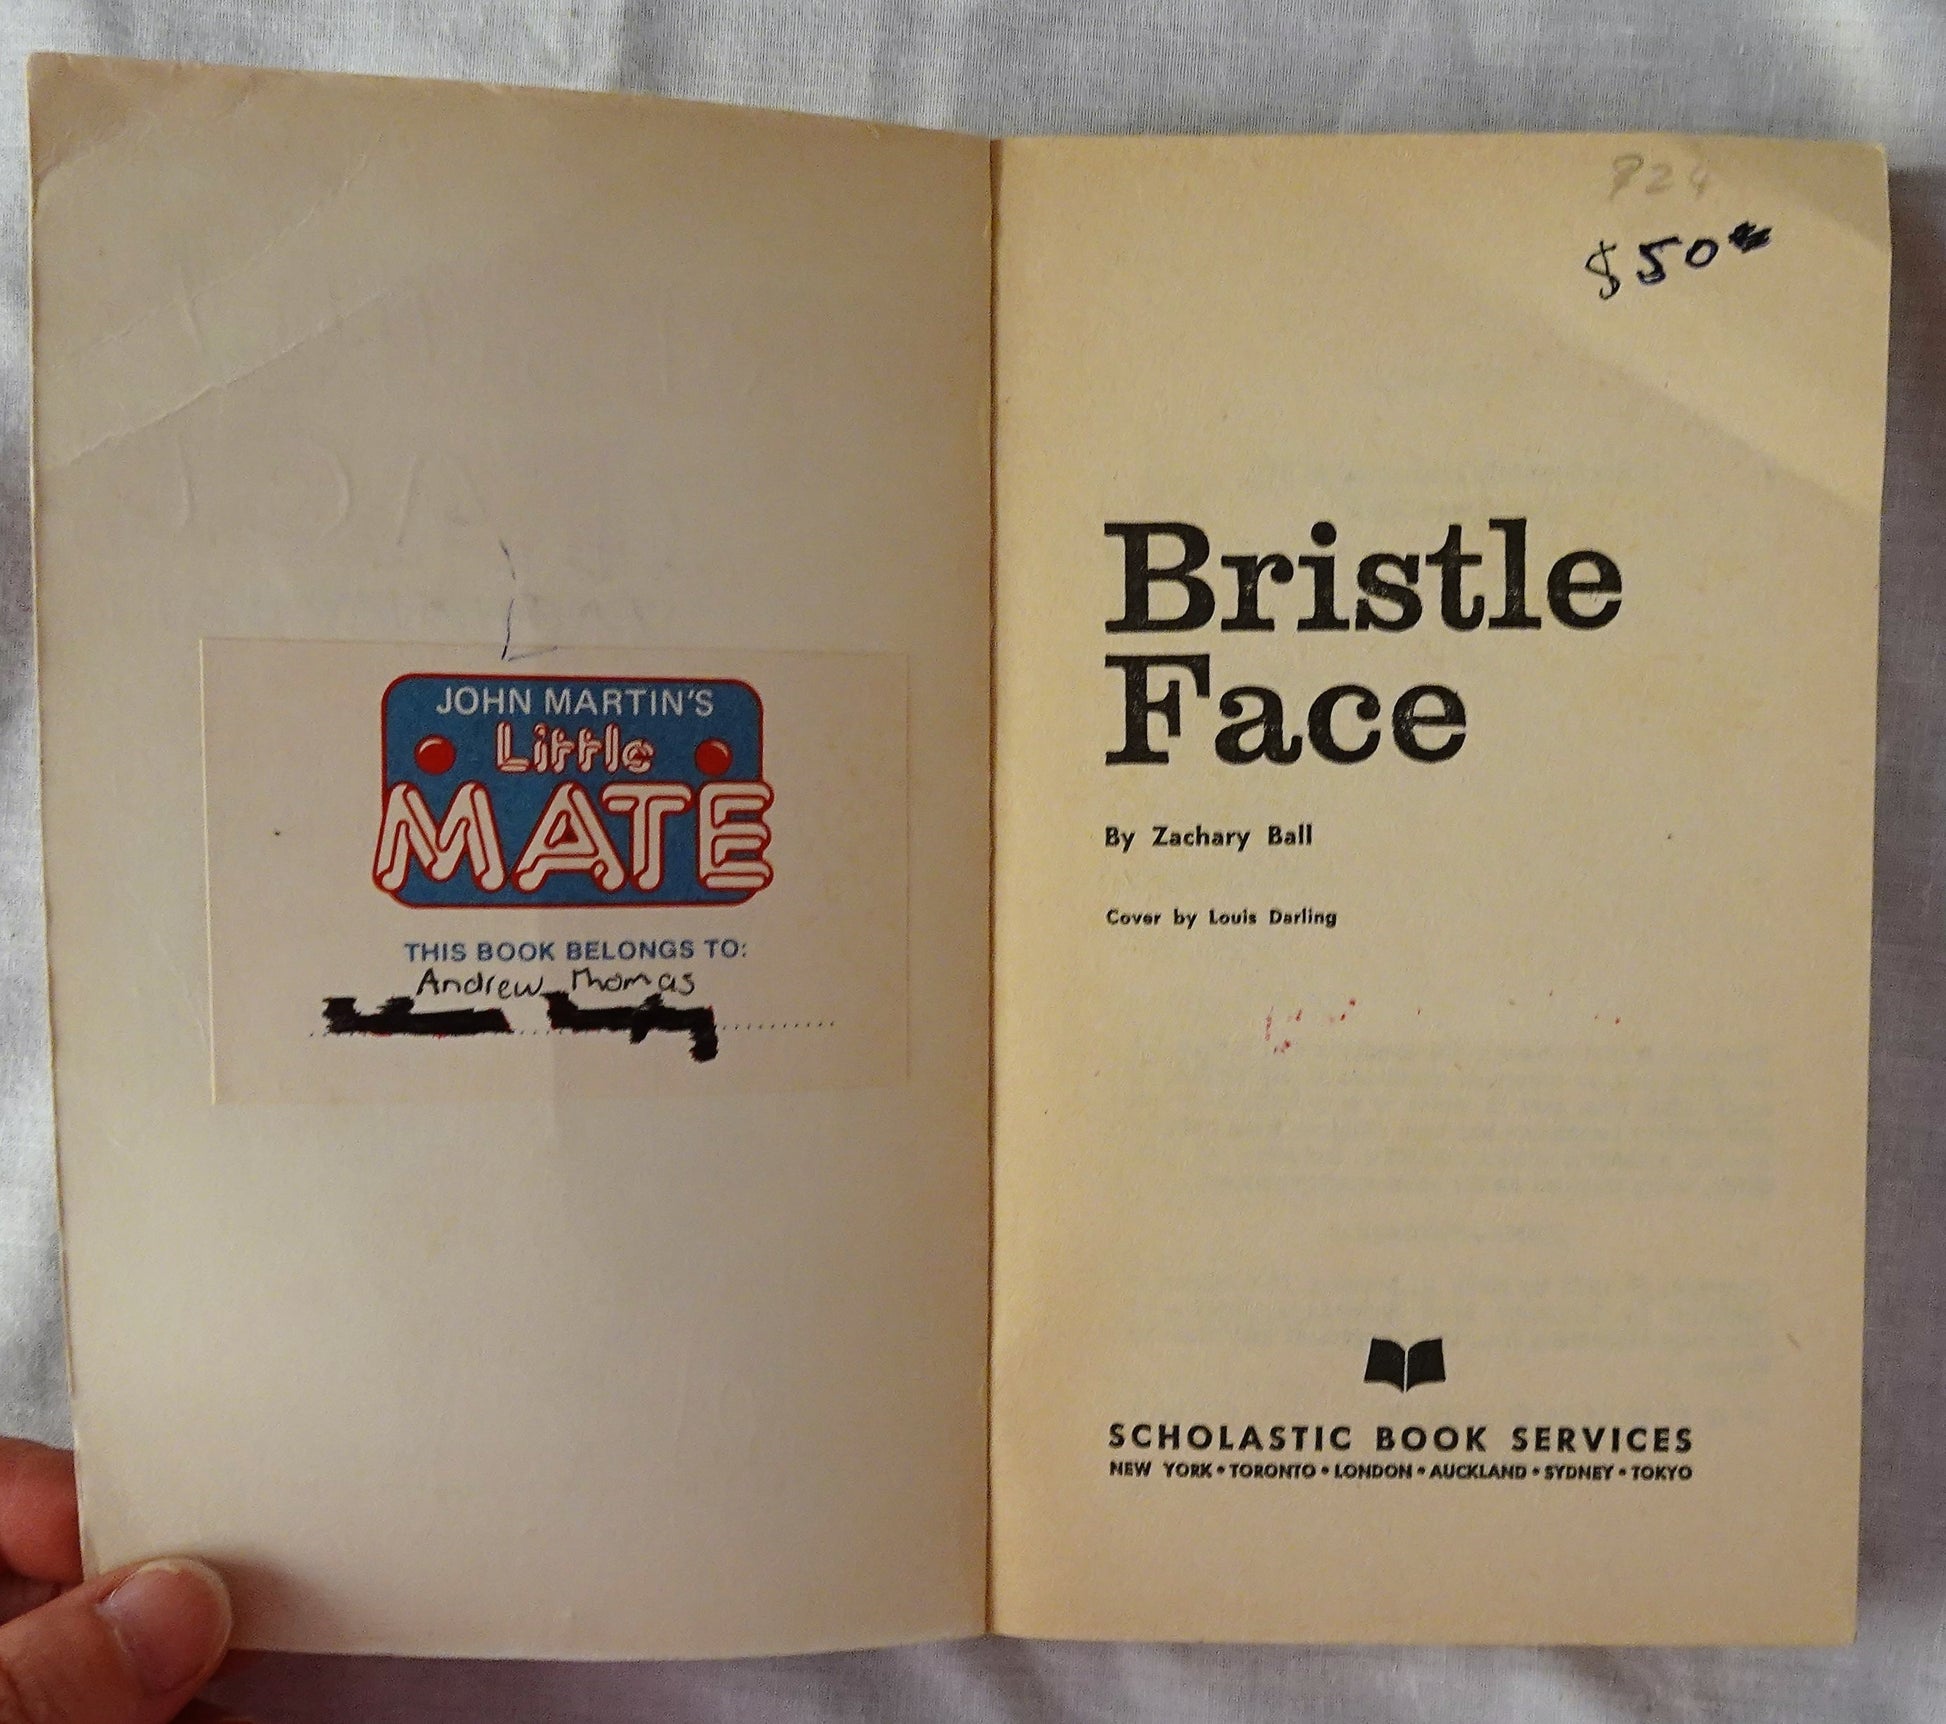 JOHN MARTIN'S
Little
MATE
THIS BOOK BELONGS TO:
Andrew Thomas
$50
Bristle
Face
By Zachary Ball
Cover by Louis Darling
SCHOLASTIC BOOK SERVICES
NEW YORK • TORONTO • LONDON • AUCKLAND • SYDNEY • TOKYO